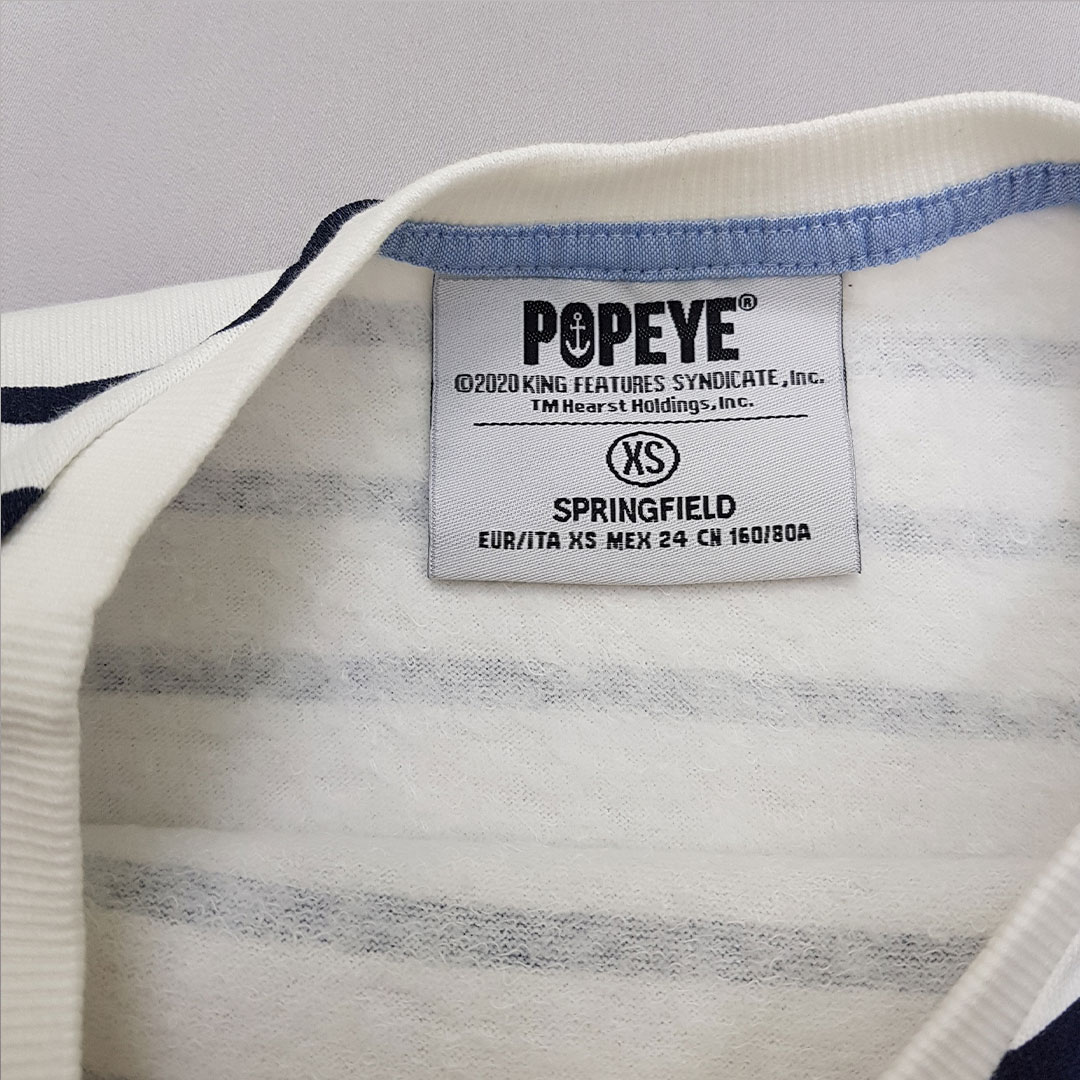 POPEYE®
©2020 KING FEATURES SYNDICATE, Inc.
TM Hearst Holdings, Inc.
XS
SPRINGFIELD
EUR/ITA XS MEX 24 CN 160/80A